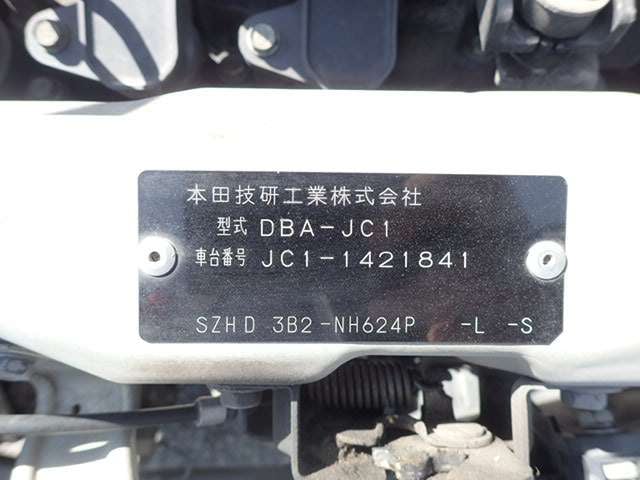 本田技研工業株式会社
型式 DBA-JC1
車台番号 JC1-1421841
SZHD 3B2-NH624P -L -S